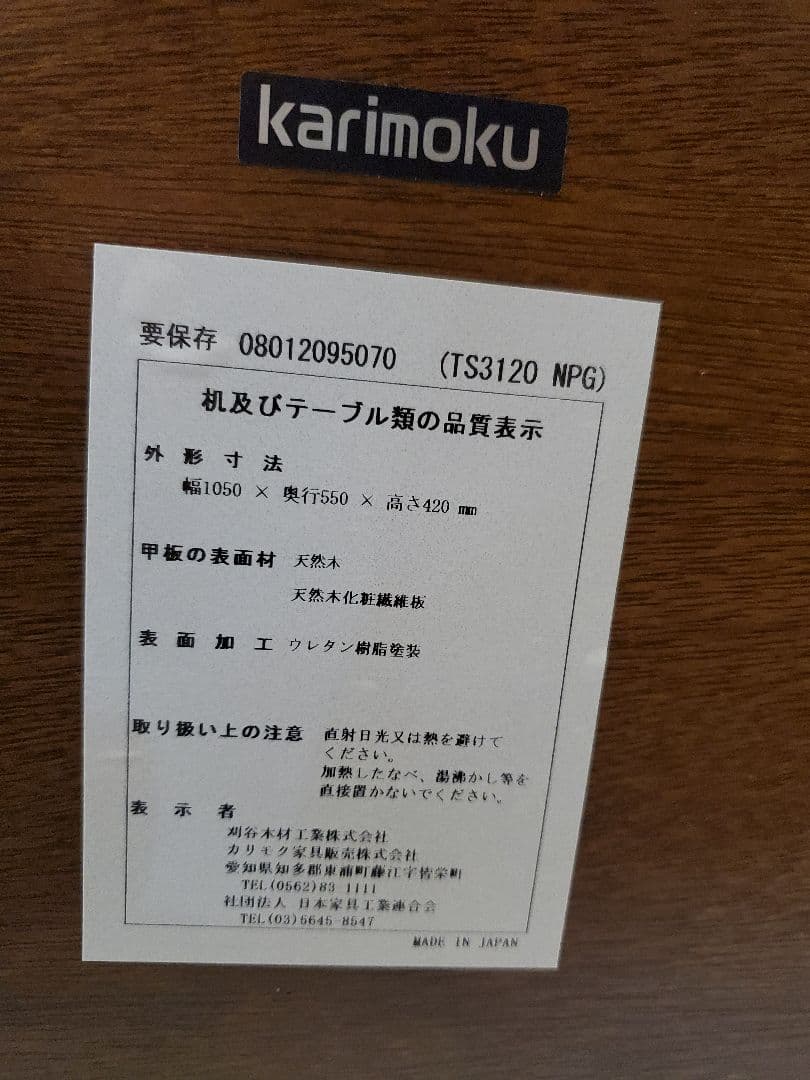 karimoku
要保存 08012095070 (TS3120 NPG)
机及びテーブル類の品質表示
外形寸法
幅1050 × 奥行550 × 高さ420 mm
甲板の表面材 天然木
天然木化粧繊維板
表面加工 ウレタン樹脂塗装
取り扱い上の注意 直射日光又は熱を避けて
ください。
加熱したなべ、湯沸かし等を
直接置かないでください。
表示者
刈谷木材工業株式会社
カリモク家具販売株式会社
愛知県知多郡東浦町藤江字皆栄町
TEL(0562)83-1111
社団法人 日本家具工業連合会
TEL(03)5645-8547
MADE IN JAPAN